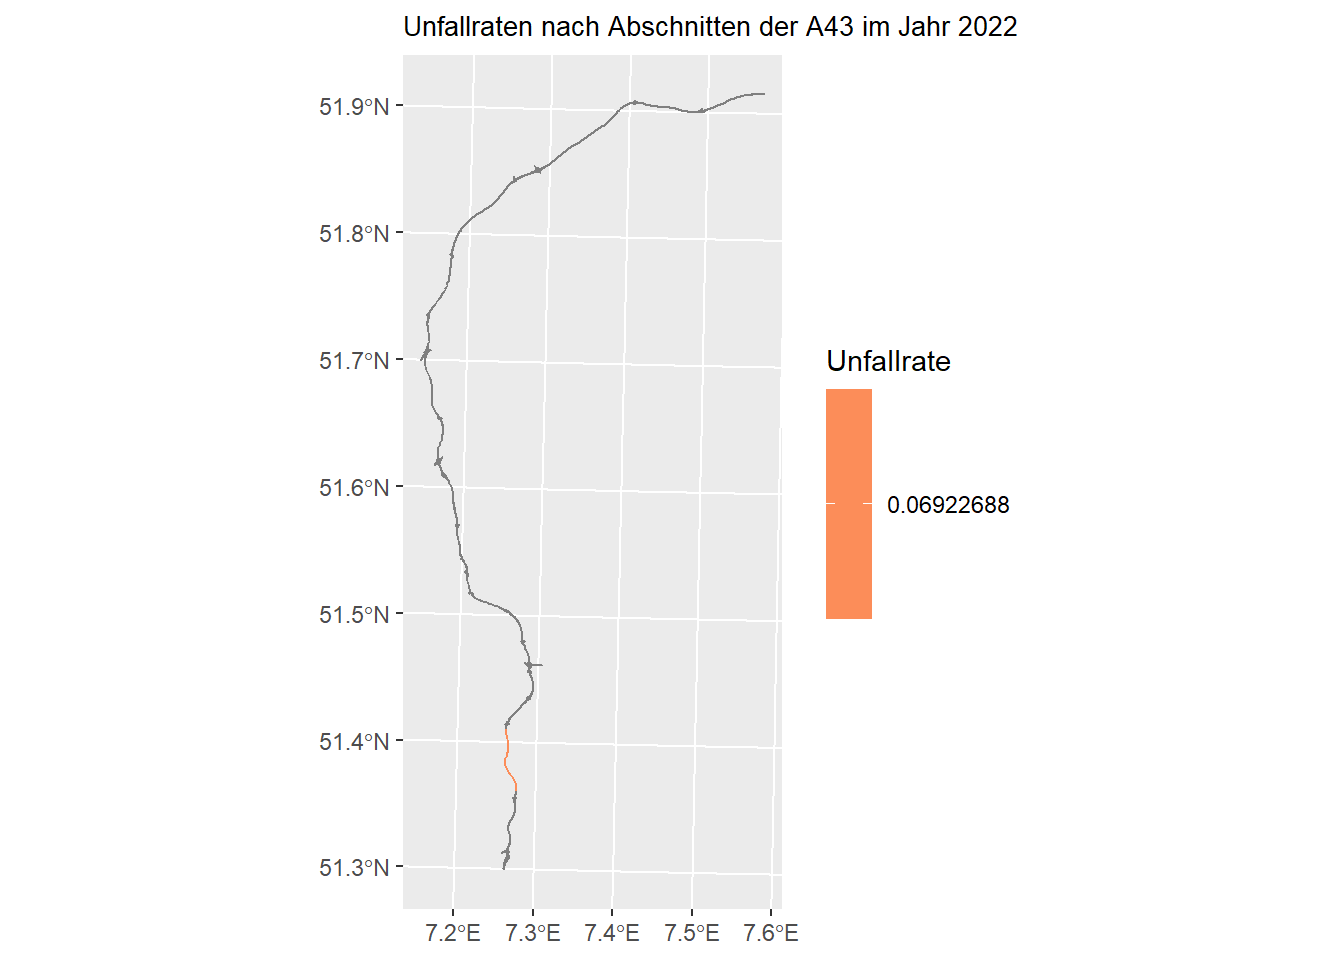 Unfallraten nach Abschnitten der A43 im Jahr 2022
51.9°N
51.8°N
51.7°N
51.6°N
51.5°N
51.4°N
51.3°N
7.2°E 7.3°E 7.4°E 7.5°E 7.6°E
Unfallrate
0.06922688